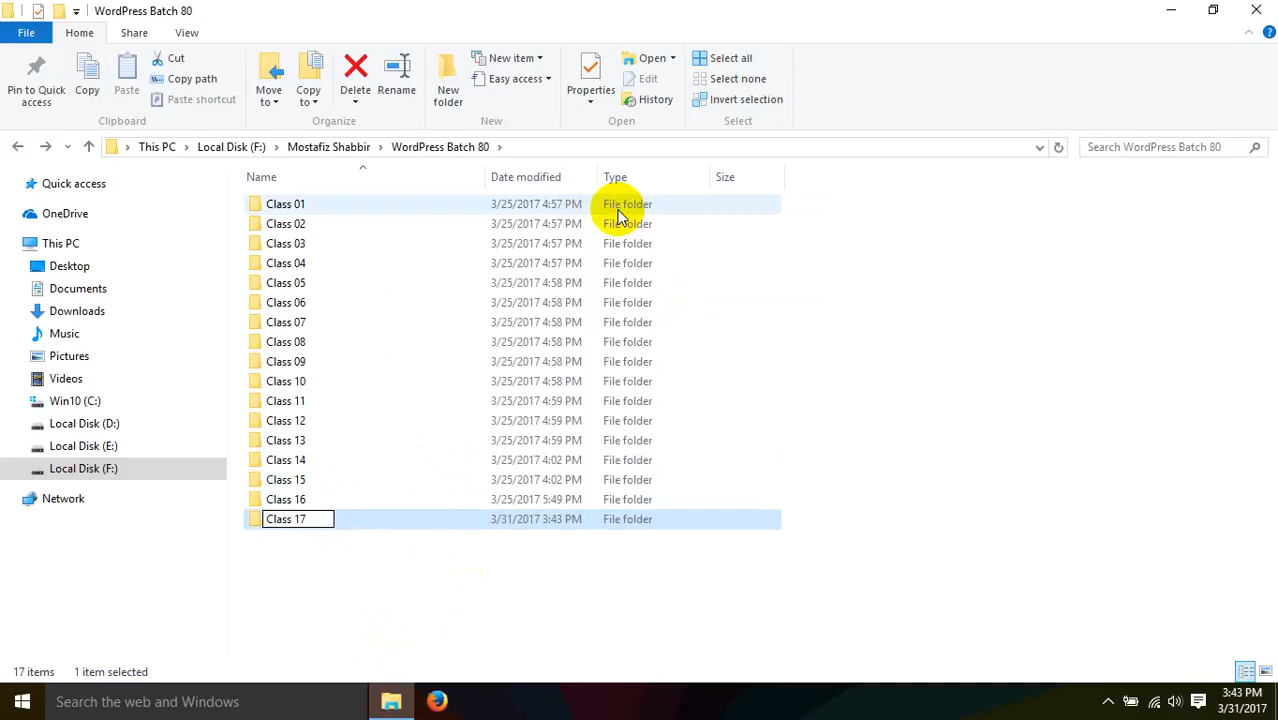 WordPress Batch 80
File Home Share View
Pin to Quick access
Copy
Paste
Cut
Copy path
Paste shortcut
Clipboard
Move to
Copy to
Delete
Rename
Organize
New folder
New item
Easy access
New
Properties
Open
Edit
History
Open
Select all
Select none
Invert selection
Select
This PC Local Disk (F:) Mostafiz Shabbir WordPress Batch 80
Search WordPress Batch 80
Quick access
OneDrive
This PC
Desktop
Documents
Downloads
Music
Pictures
Videos
Win10 (C:)
Local Disk (D:)
Local Disk (E:)
Local Disk (F:)
Network
Name Date modified Type Size
Class 01 3/25/2017 4:57 PM File folder
Class 02 3/25/2017 4:57 PM File folder
Class 03 3/25/2017 4:57 PM File folder
Class 04 3/25/2017 4:57 PM File folder
Class 05 3/25/2017 4:58 PM File folder
Class 06 3/25/2017 4:58 PM File folder
Class 07 3/25/2017 4:58 PM File folder
Class 08 3/25/2017 4:58 PM File folder
Class 09 3/25/2017 4:58 PM File folder
Class 10 3/25/2017 4:58 PM File folder
Class 11 3/25/2017 4:59 PM File folder
Class 12 3/25/2017 4:59 PM File folder
Class 13 3/25/2017 4:59 PM File folder
Class 14 3/25/2017 4:02 PM File folder
Class 15 3/25/2017 4:02 PM File folder
Class 16 3/25/2017 5:49 PM File folder
Class 17 3/31/2017 3:43 PM File folder
17 items 1 item selected
Search the web and Windows
3:43 PM
3/31/2017